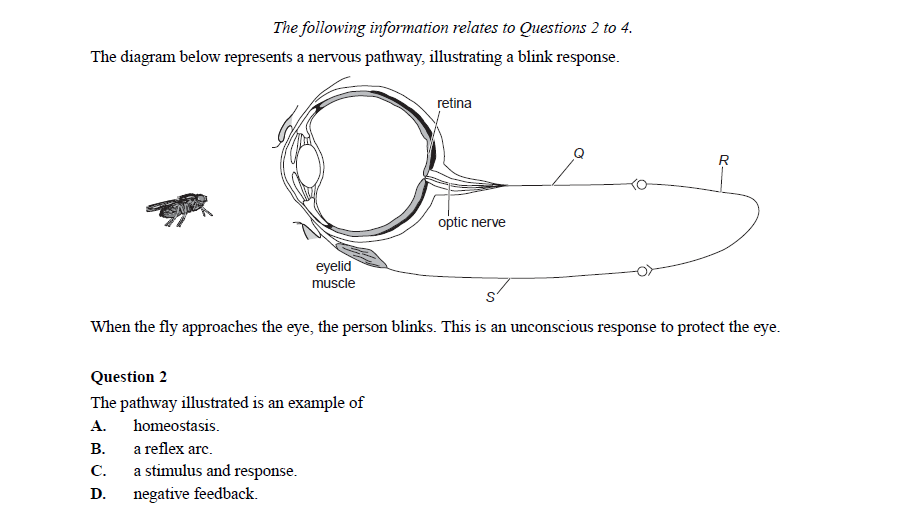 The following information relates to Questions 2 to 4.
The diagram below represents a nervous pathway, illustrating a blink response.
retina
Q
R
optic nerve
eyelid
muscle
S
When the fly approaches the eye, the person blinks. This is an unconscious response to protect the eye.
Question 2
The pathway illustrated is an example of
A. homeostasis.
B. a reflex arc.
C. a stimulus and response.
D. negative feedback.